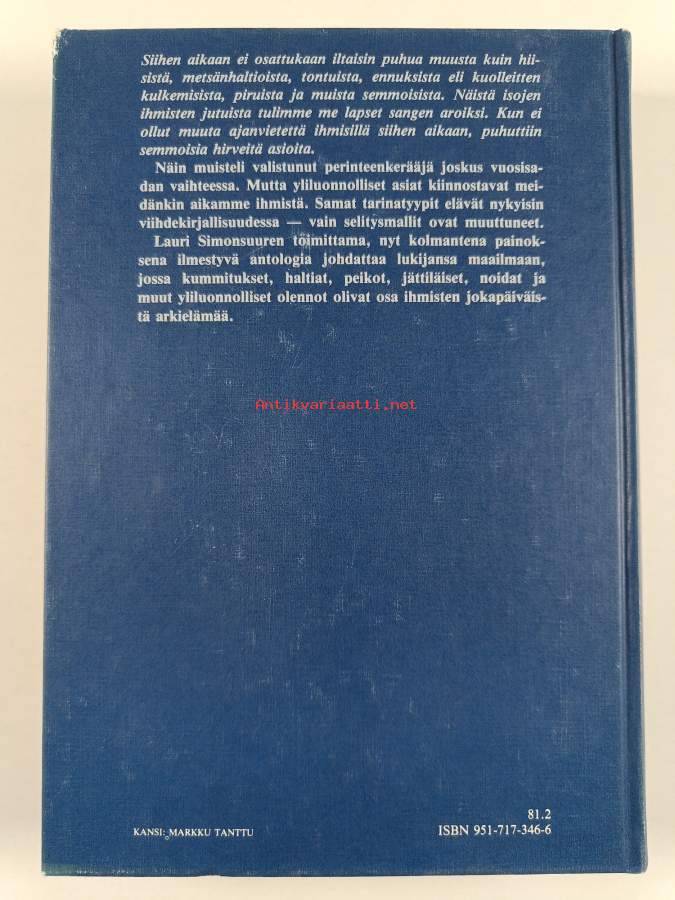 Siihen aikaan ei osattukaan iltaisin puhua muusta kuin hii-
sistä, metsänhaltioista, tontuista, ennuksista eli kuolleitten
kulkemisista, piruista ja muista semmoisista. Näistä isojen
ihmisten jutuista tulimme me lapset sangen aroiksi. Kun ei
ollut muuta ajanvietettä ihmisillä siihen aikaan, puhuttiin
semmoisia hirveitä asioita.
Näin muisteli valistunut perinteenkerääjä joskus vuosisa-
dan vaihteessa. Mutta yliluonnolliset asiat kiinnostavat mei-
dänkin aikamme ihmistä. Samat tarinatyypit elävät nykyisin
viihdekirjallisuudessa — vain selitysmallit ovat muuttuneet.
Lauri Simonsuuren toimittama, nyt kolmantena painok-
sena ilmestyvä antologia johdattaa lukijansa maailmaan,
jossa kummitukset, haltiat, peikot, jättiläiset, noidat ja
muut yliluonnolliset olennot olivat osa ihmisten jokapäiväis-
tä arkielämää.
Antikvariaatti.net
81.2
KANSI: MARKKU TANTTU
ISBN 951-717-346-6